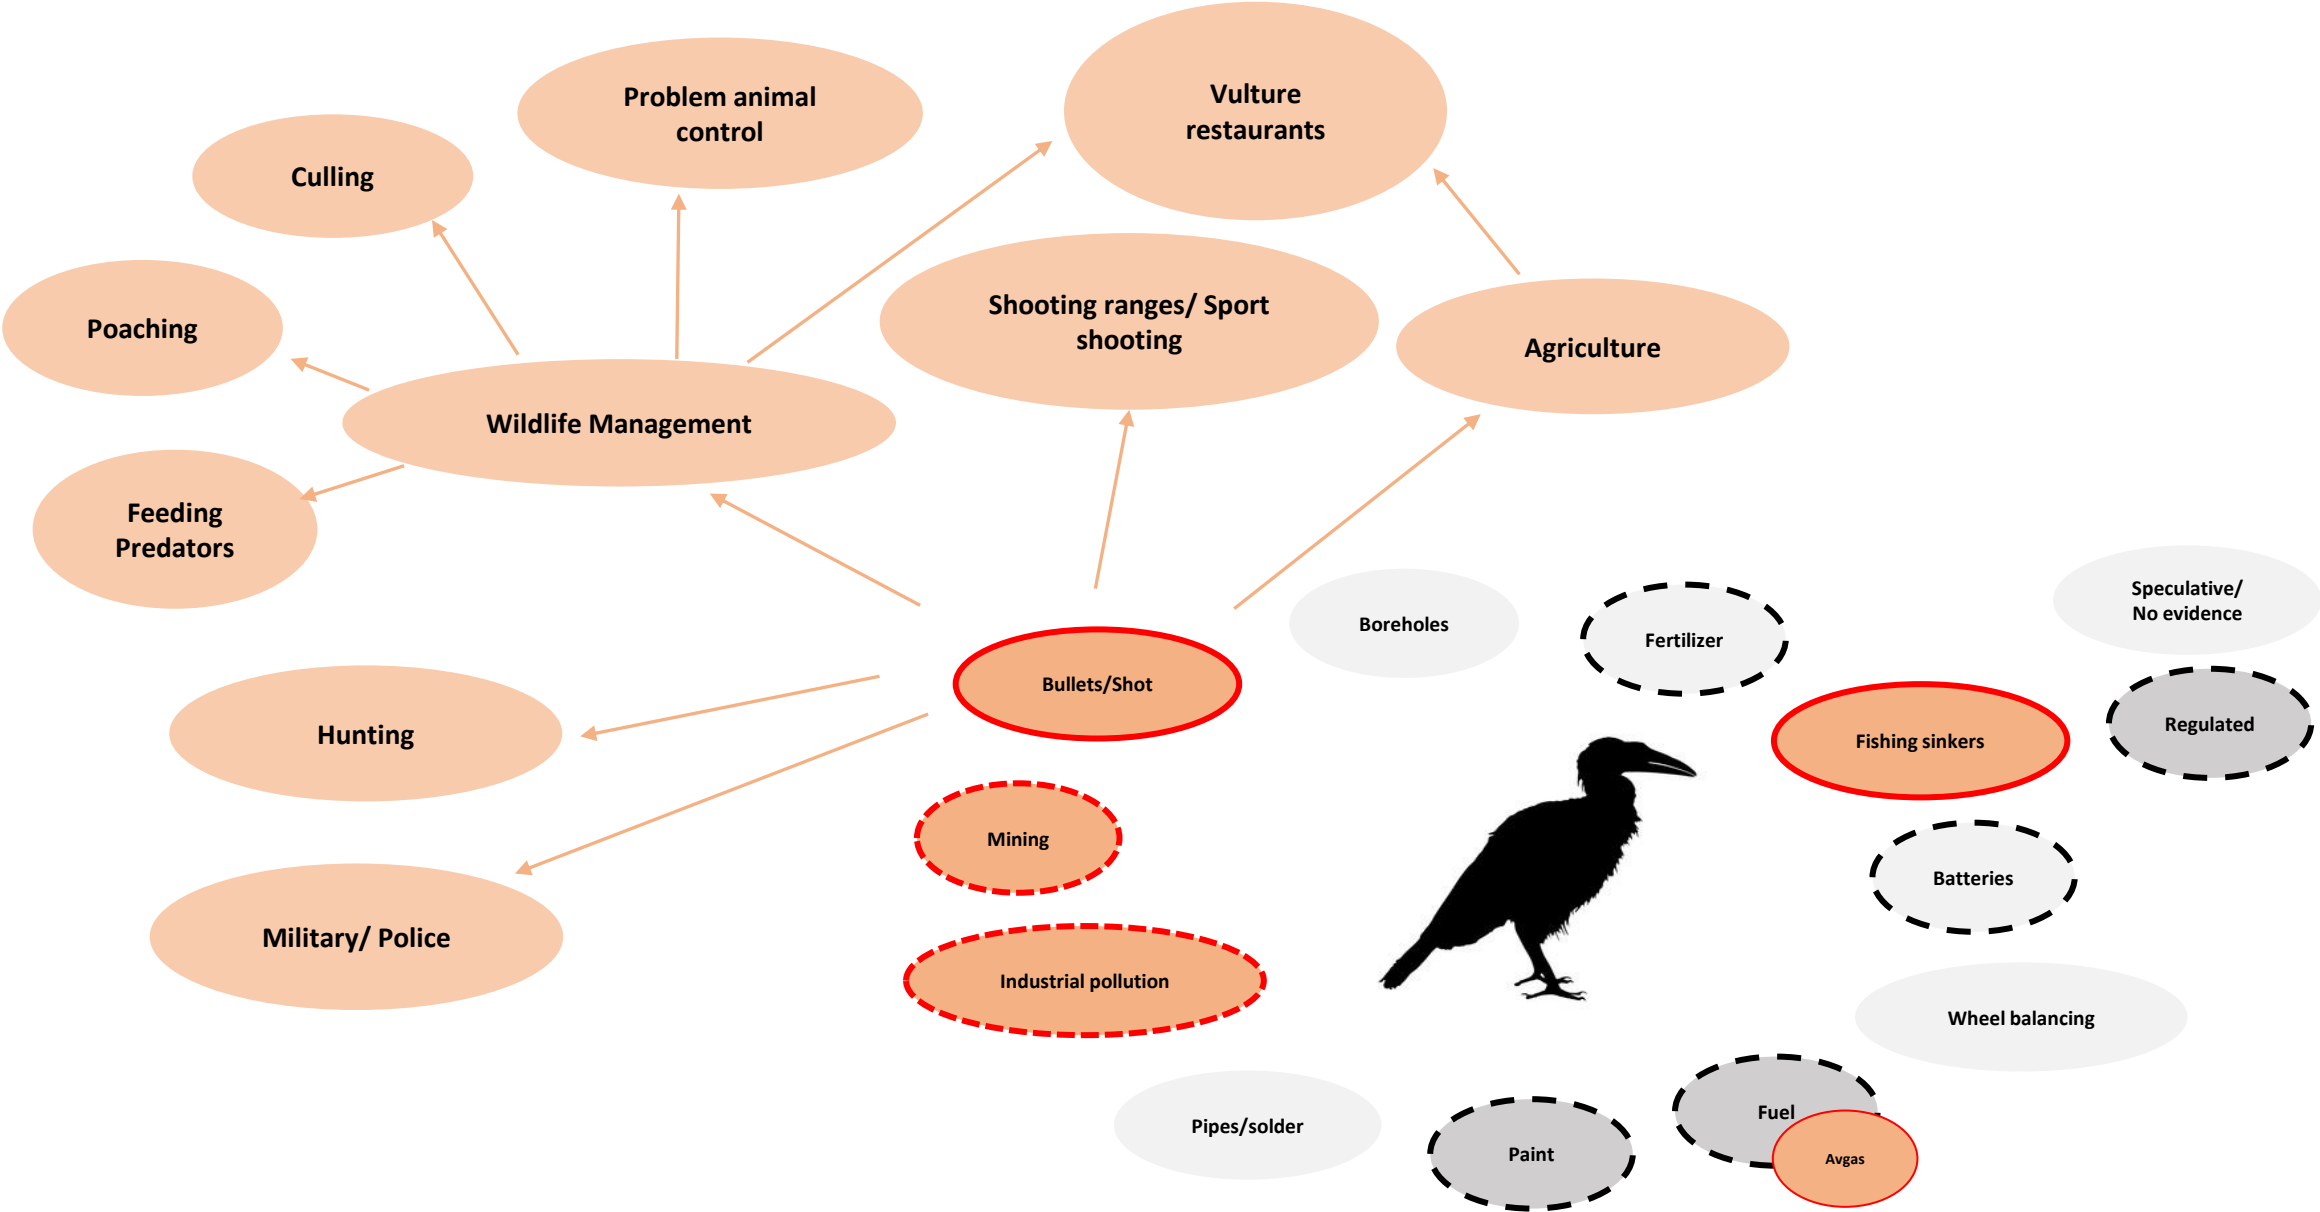 Problem animal
control
Vulture
restaurants
Culling
Poaching
Shooting ranges/ Sport
shooting
Agriculture
Wildlife Management
Feeding
Predators
Boreholes
Fertilizer
Speculative/
No evidence
Bullets/Shot
Fishing sinkers
Regulated
Hunting
Mining
Batteries
Military/ Police
Industrial pollution
Wheel balancing
Pipes/solder
Paint
Fuel
Avgas